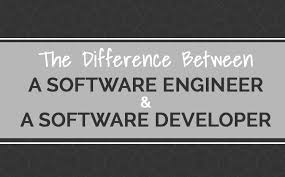 The Difference Between
A SOFTWARE ENGINEER
&
A SOFTWARE DEVELOPER